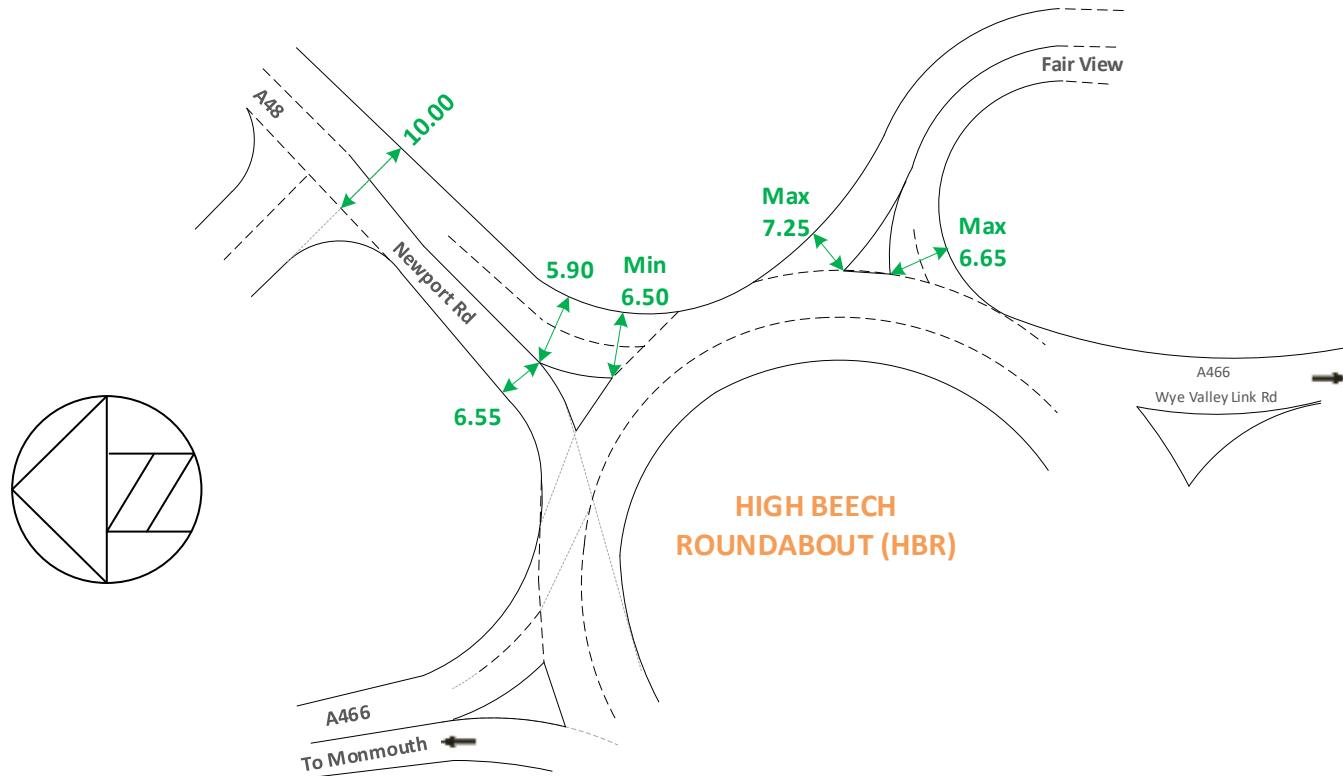 A48
10.00
Fair View
Max
7.25
Max
6.65
Newport Rd
5.90
Min
6.50
6.55
A466
Wye Valley Link Rd
HIGH BEECH
ROUNDABOUT (HBR)
A466
To Monmouth